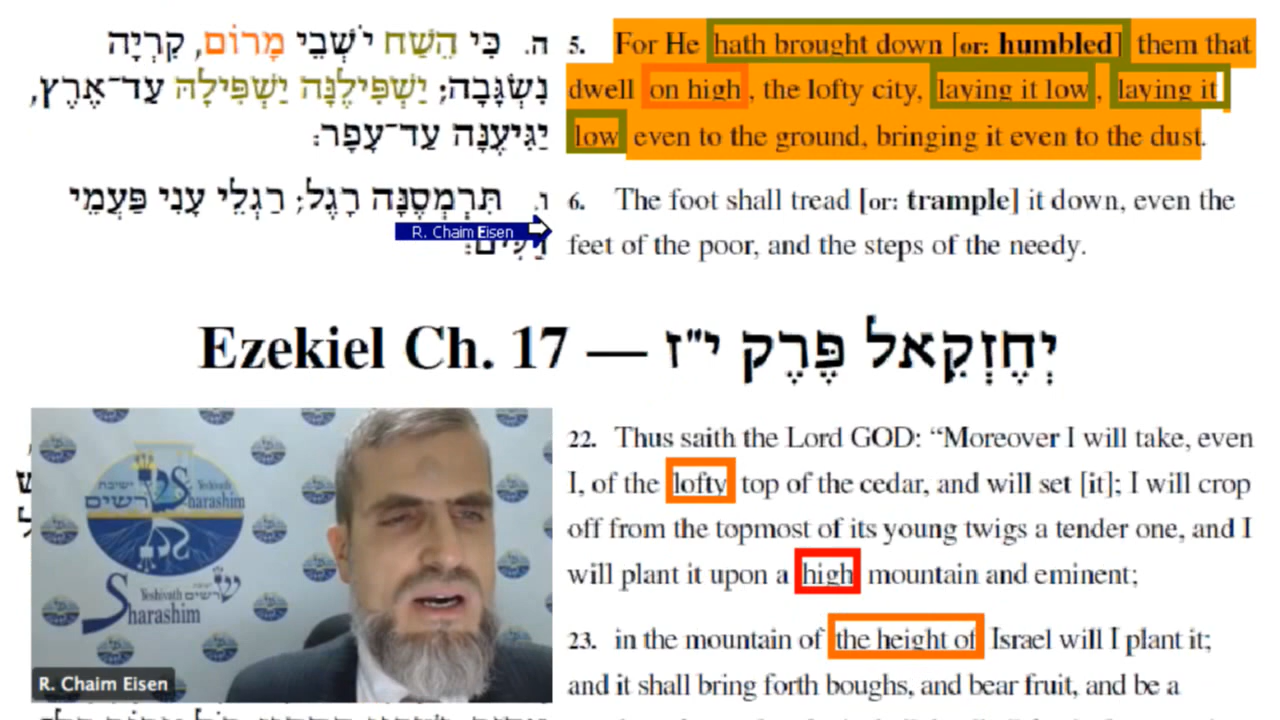 ה. כִּי הֵשַׁח יֹשְׁבֵי מָרוֹם, קִרְיָה
נִשְׂגָּבָה; יַשְׁפִּילֶנָּה יַשְׁפִּילָהּ עַד־אֶרֶץ,
יַגִּיעֶנָּה עַד־עָפָר:
5. For He hath brought down [or: humbled] them that
dwell on high, the lofty city, laying it low, laying it
low even to the ground, bringing it even to the dust.
ו. תִּרְמְסֶנָּה רָגֶל; רַגְלֵי עָנִי פַּעֲמֵי
דַלִּים:
R. Chaim Eisen
6. The foot shall tread [or: trample] it down, even the
feet of the poor, and the steps of the needy.
Ezekiel Ch. 17 — יְחֶזְקֵאל פֶּרֶק י"ז
22. Thus saith the Lord GOD: “Moreover I will take, even
I, of the lofty top of the cedar, and will set [it]; I will crop
off from the topmost of its young twigs a tender one, and I
will plant it upon a high mountain and eminent;
23. in the mountain of the height of Israel will I plant it;
and it shall bring forth boughs, and bear fruit, and be a
ישיבת
שרשים
Sharashim
Yeshivath
ישיבת שרשים
Sharashim
R. Chaim Eisen